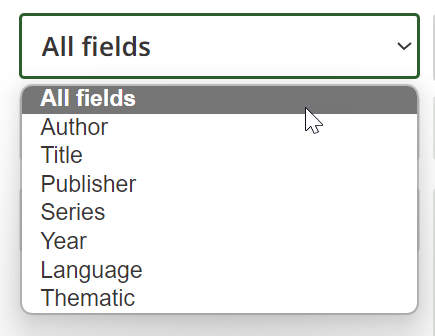 All fields
All fields
Author
Title
Publisher
Series
Year
Language
Thematic